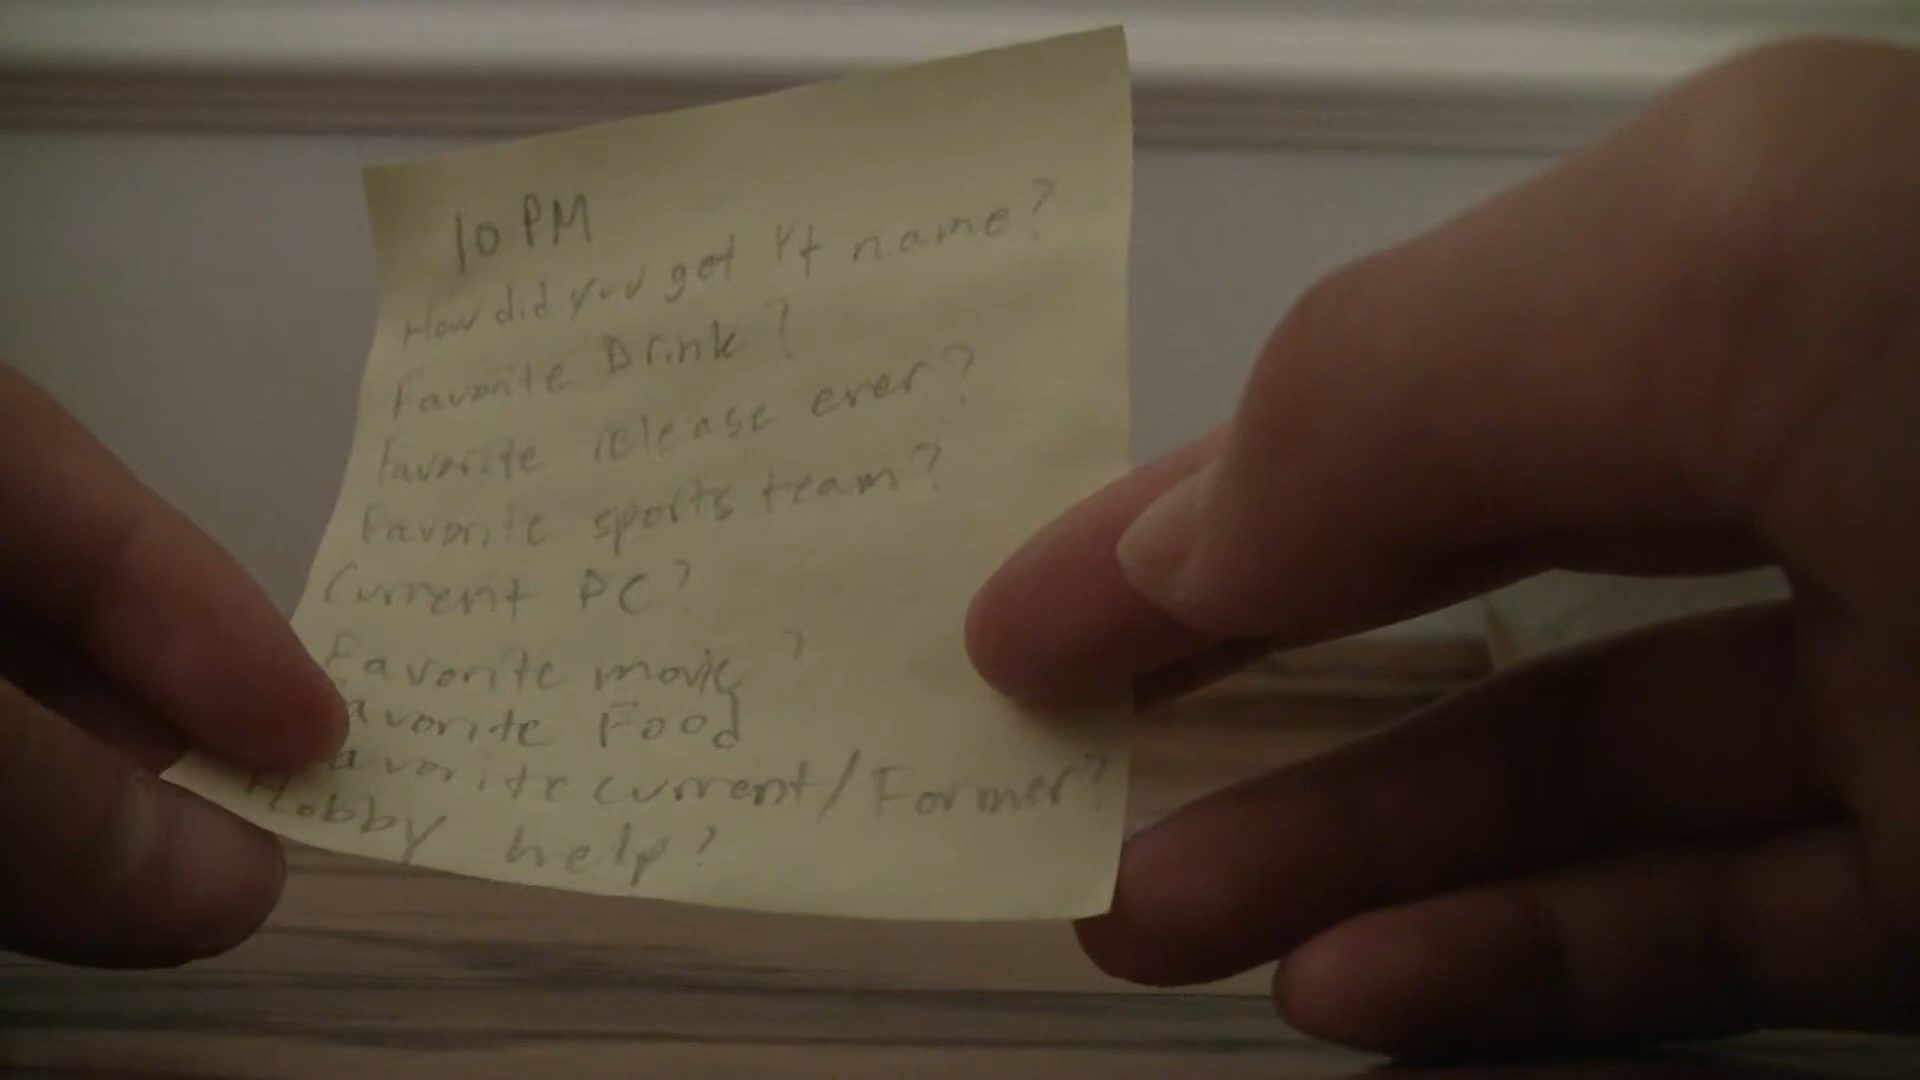 10 PM
How did you get Yt name?
Favorite Drink?
Favorite release ever?
Favorite sports team?
Current PC?
Favorite movie?
avorite Food
avorite current/Former?
Hobby help?